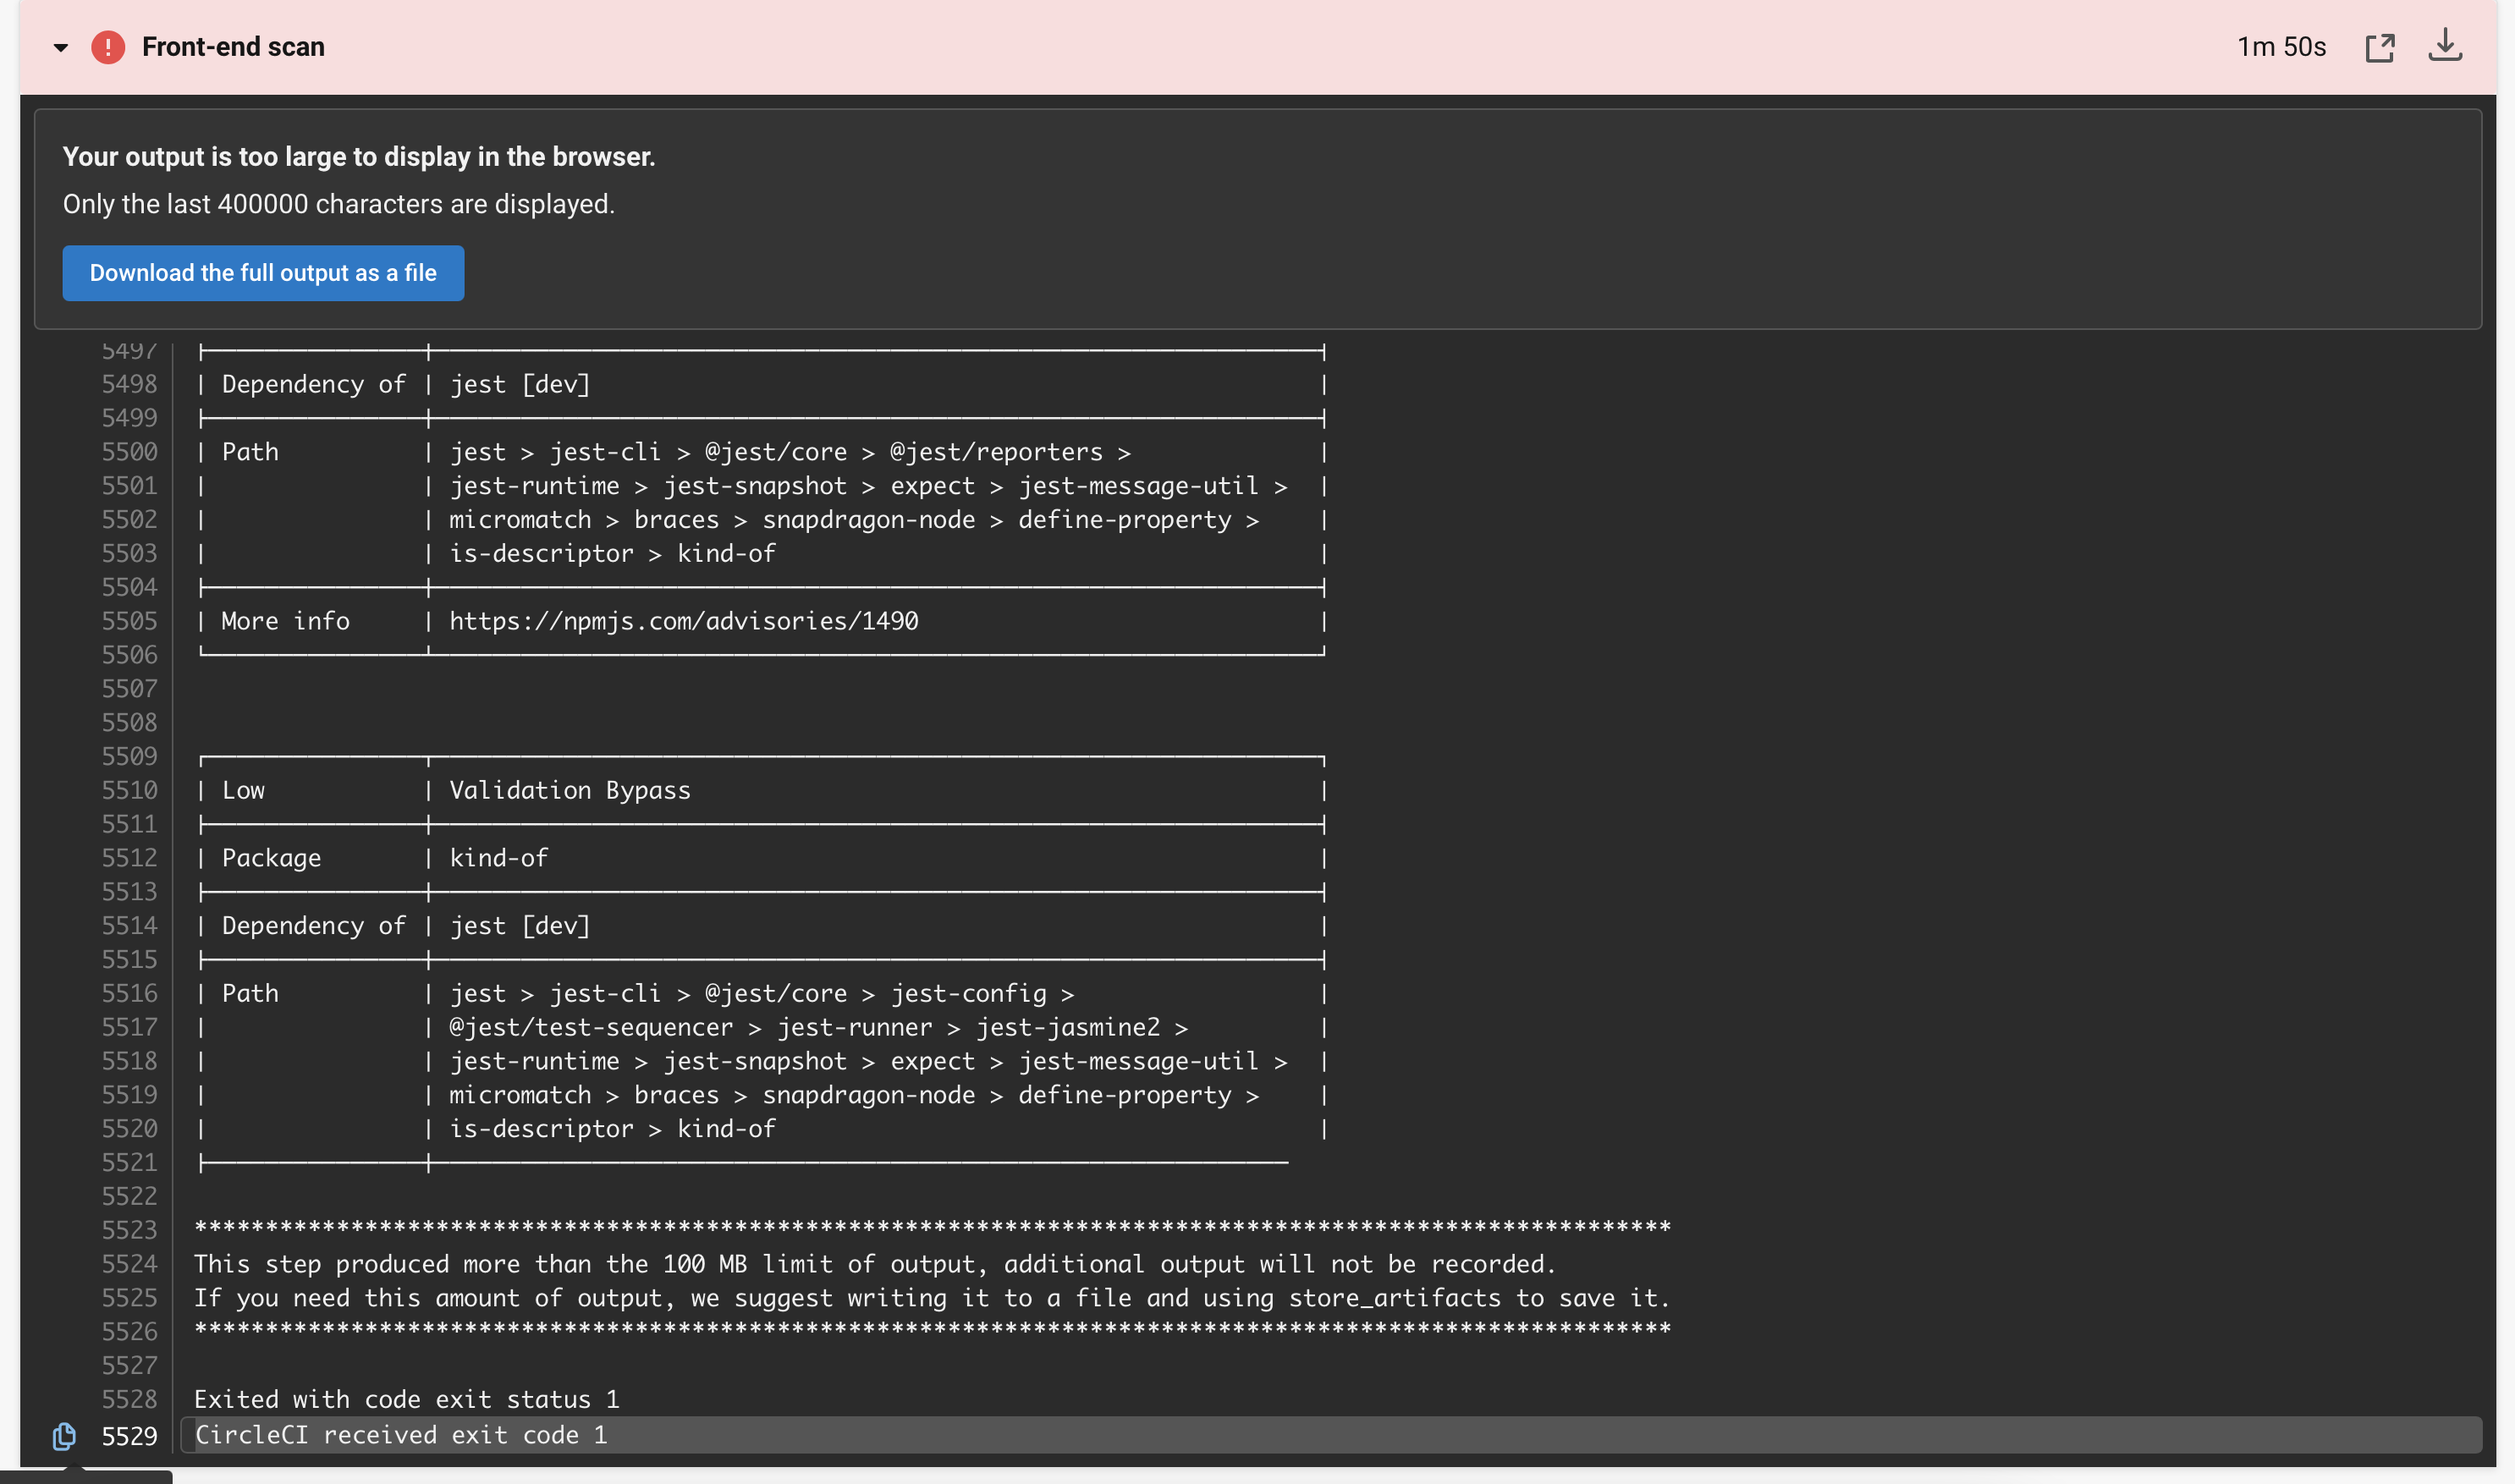 Front-end scan
1m 50s
Your output is too large to display in the browser.
Only the last 400000 characters are displayed.
Download the full output as a file
5497
5498 | Dependency of | jest [dev] |
5499
5500 | Path | jest > jest-cli > @jest/core > @jest/reporters > |
5501 | | jest-runtime > jest-snapshot > expect > jest-message-util > |
5502 | | micromatch > braces > snapdragon-node > define-property > |
5503 | | is-descriptor > kind-of |
5504
5505 | More info | https://npmjs.com/advisories/1490 |
5506
5507
5508
5509
5510 | Low | Validation Bypass |
5511
5512 | Package | kind-of |
5513
5514 | Dependency of | jest [dev] |
5515
5516 | Path | jest > jest-cli > @jest/core > jest-config > |
5517 | | @jest/test-sequencer > jest-runner > jest-jasmine2 > |
5518 | | jest-runtime > jest-snapshot > expect > jest-message-util > |
5519 | | micromatch > braces > snapdragon-node > define-property > |
5520 | | is-descriptor > kind-of |
5521
5522
5523 ********************************************************************************************************
5524 This step produced more than the 100 MB limit of output, additional output will not be recorded.
5525 If you need this amount of output, we suggest writing it to a file and using store_artifacts to save it.
5526 ********************************************************************************************************
5527
5528 Exited with code exit status 1
5529 CircleCI received exit code 1